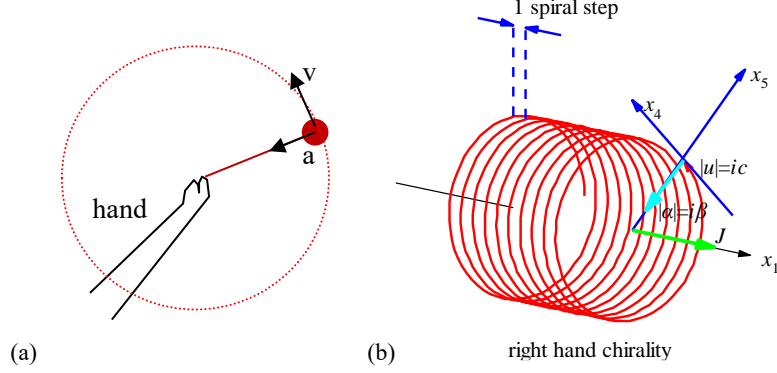 v
a
hand
(a)
1 spiral step
x5
x4
|u|=ic
|α|=iβ
J
x1
(b)
right hand chirality